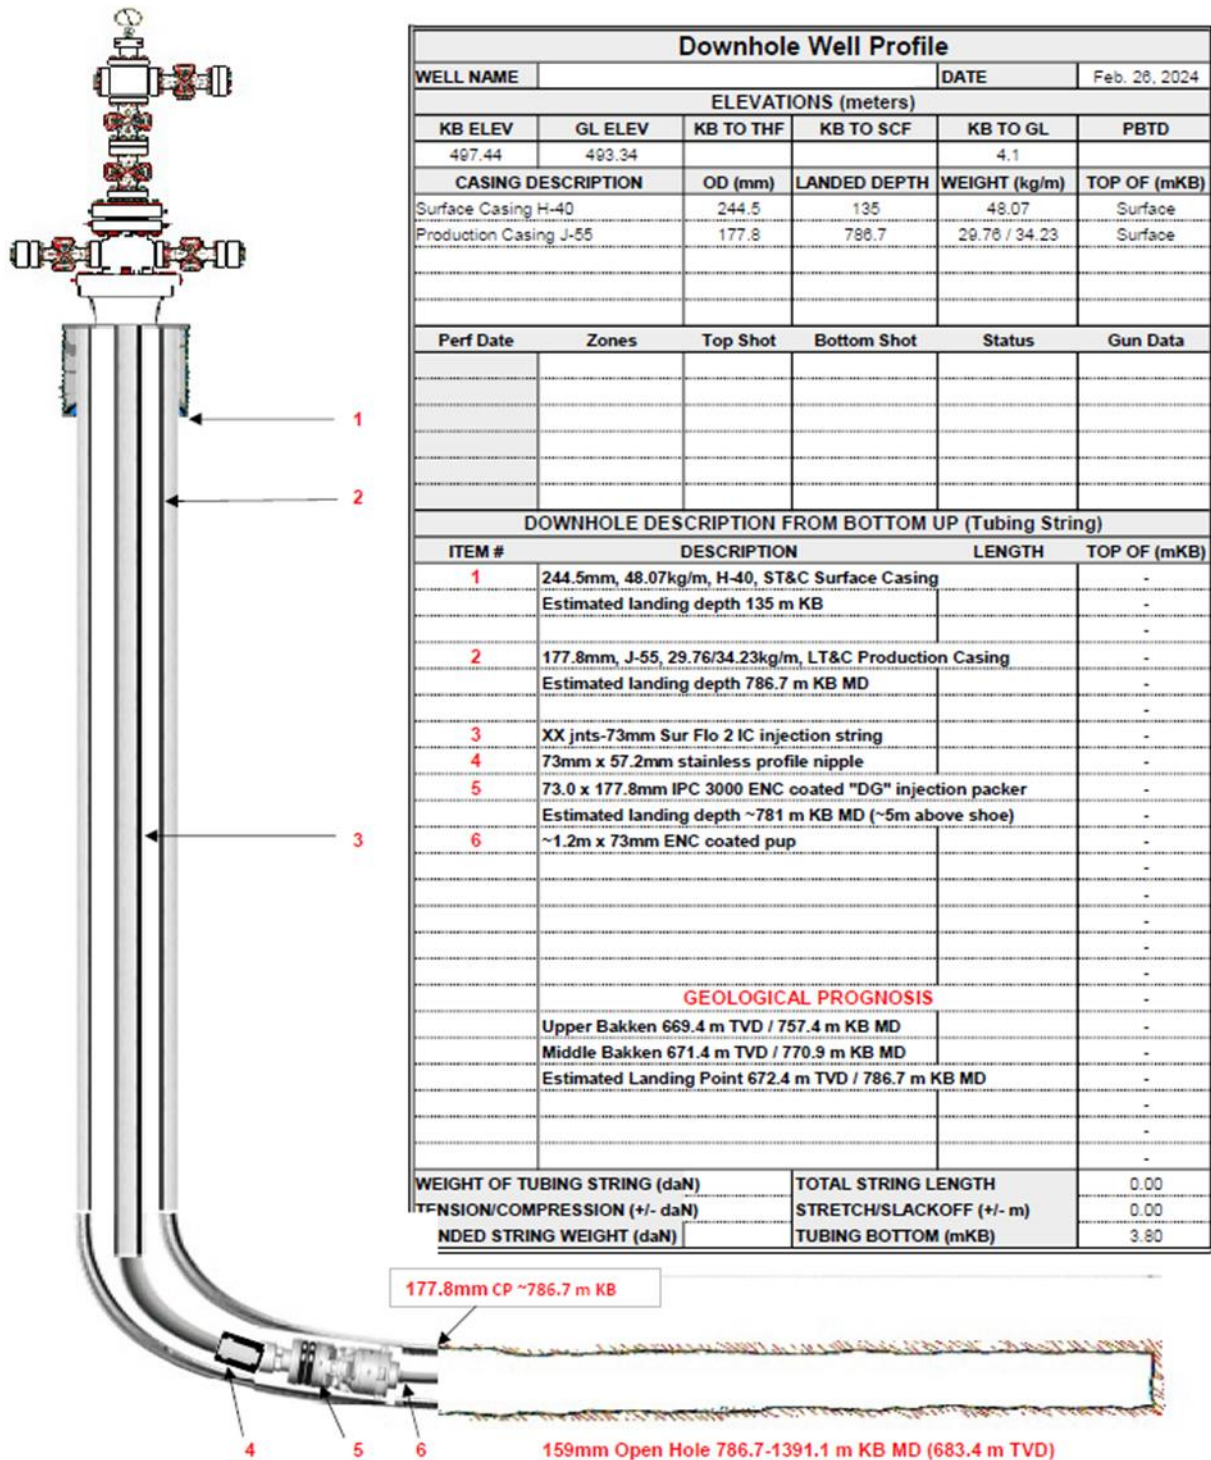 Downhole Well Profile
WELL NAME DATE Feb. 26, 2024
ELEVATIONS (meters)
KB ELEV GL ELEV KB TO THF KB TO SCF KB TO GL PBTD
497.44 493.34 4.1
CASING DESCRIPTION OD (mm) LANDED DEPTH WEIGHT (kg/m) TOP OF (mKB)
Surface Casing H-40 244.5 135 48.07 Surface
Production Casing J-55 177.8 786.7 29.76 / 34.23 Surface
Perf Date Zones Top Shot Bottom Shot Status Gun Data
1
2
3
DOWNHOLE DESCRIPTION FROM BOTTOM UP (Tubing String)
ITEM # DESCRIPTION LENGTH TOP OF (mKB)
1 244.5mm, 48.07kg/m, H-40, ST&C Surface Casing -
Estimated landing depth 135 m KB -
-
2 177.8mm, J-55, 29.76/34.23kg/m, LT&C Production Casing -
Estimated landing depth 786.7 m KB MD -
-
3 XX jnts-73mm Sur Flo 2 IC injection string -
4 73mm x 57.2mm stainless profile nipple -
5 73.0 x 177.8mm IPC 3000 ENC coated "DG" injection packer -
Estimated landing depth ~781 m KB MD (~5m above shoe) -
6 ~1.2m x 73mm ENC coated pup -
-
-
-
-
-
GEOLOGICAL PROGNOSIS -
Upper Bakken 669.4 m TVD / 757.4 m KB MD -
Middle Bakken 671.4 m TVD / 770.9 m KB MD -
Estimated Landing Point 672.4 m TVD / 786.7 m KB MD -
-
-
-
WEIGHT OF TUBING STRING (daN) TOTAL STRING LENGTH 0.00
TENSION/COMPRESSION (+/- daN) STRETCH/SLACKOFF (+/- m) 0.00
NDED STRING WEIGHT (daN) TUBING BOTTOM (mKB) 3.80
177.8mm CP ~786.7 m KB
4 5 6
159mm Open Hole 786.7-1391.1 m KB MD (683.4 m TVD)